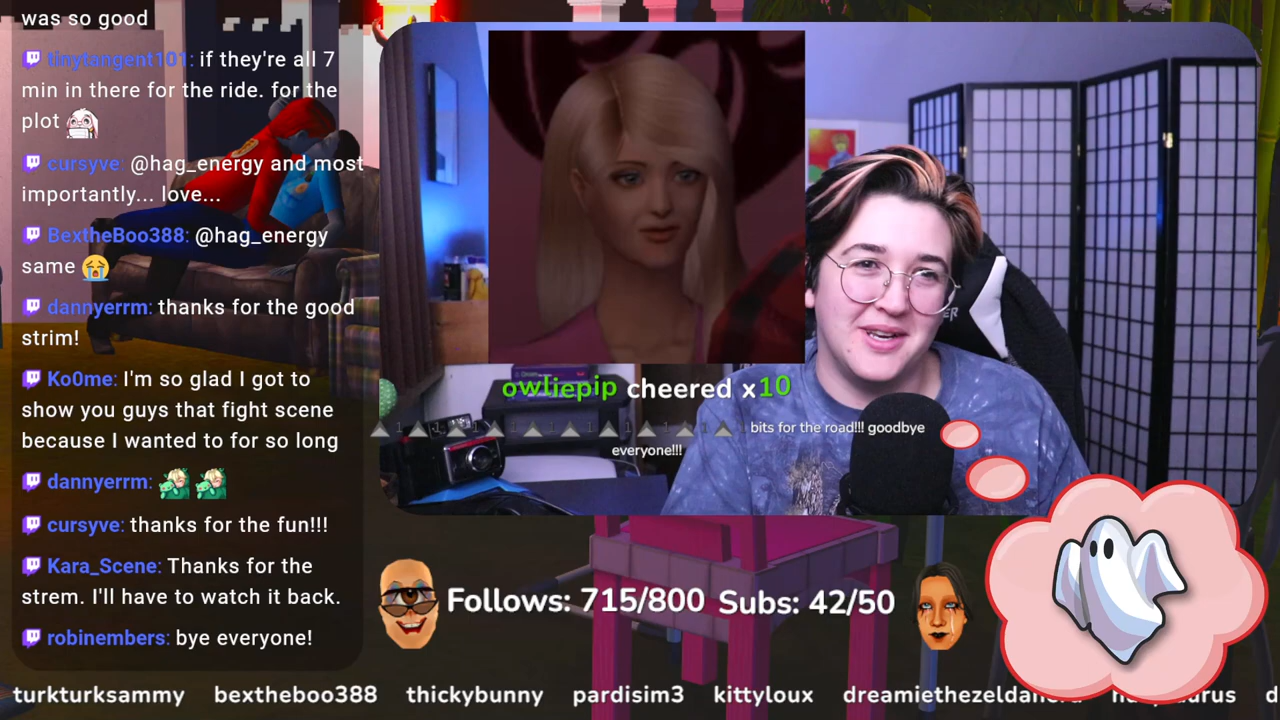 was so good
tinytangent101: if they're all 7
min in there for the ride. for the
plot
cursyve: @hag_energy and most
importantly... love...
BextheBoo388: @hag_energy
same
dannyerrm: thanks for the good
strim!
Ko0me: I'm so glad I got to
show you guys that fight scene
because I wanted to for so long
dannyerrm:
cursyve: thanks for the fun!!!
Kara_Scene: Thanks for the
strem. I'll have to watch it back.
robinembers: bye everyone!
owliepip cheered x10
bits for the road!!! goodbye
everyone!!!
Follows: 715/800 Subs: 42/50
turkturksammy bextheboo388 thickybunny pardisim3 kittyloux